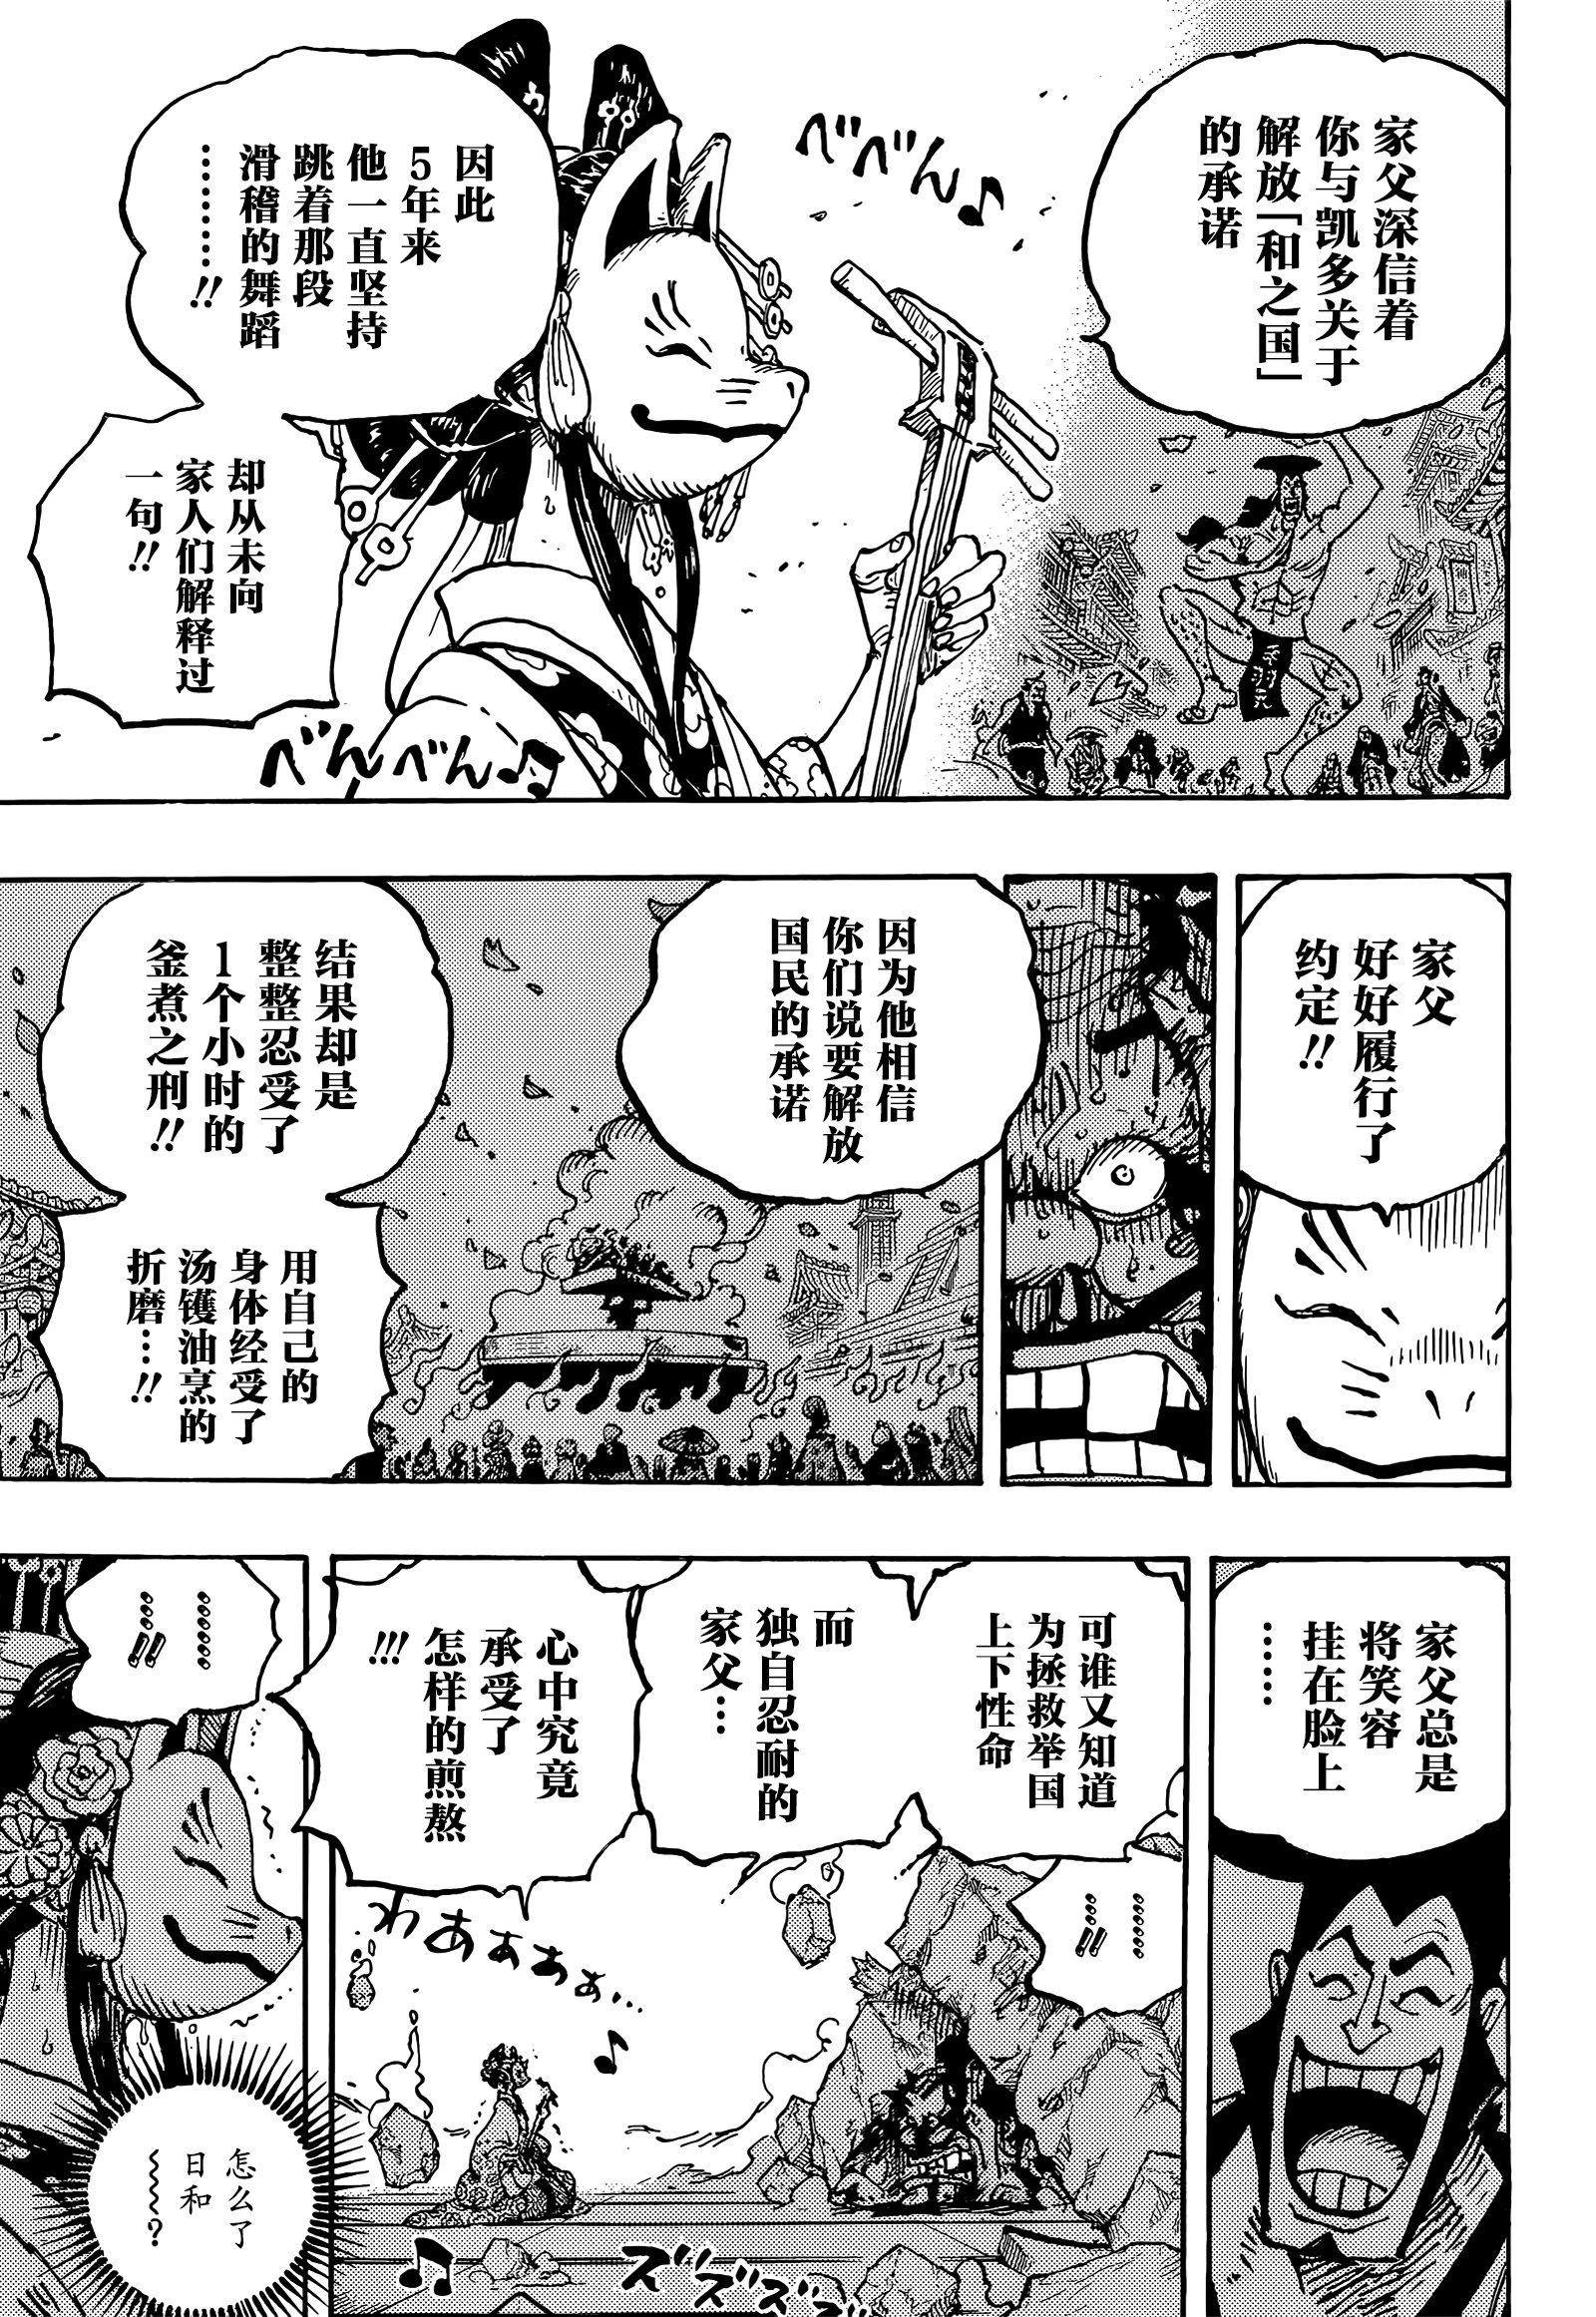 家父深信着
你与凯多关于
解放「和之国」
的承诺
べべん♪
因此
5年来
他一直坚持
跳着那段
滑稽的舞蹈
………!!
却从未向
家人们解释过
一句!!
べんべん♪
家父
好好履行了
约定!!
因为他相信
你们说要解放
国民的承诺
结果却是
整整忍受了
1个小时的
釜煮之刑!!
用自己的
身体经受了
汤镬油烹的
折磨…!!
家父总是
将笑容
挂在脸上
……
可谁又知道
为拯救举国
上下性命
……
…!!
而
独自忍耐的
家父…
心中究竟
承受了
怎样的煎熬
!!!
わあぁぁぁ…
♪
♫
ズズズズ
……
…!!
怎么了
日和
～～?